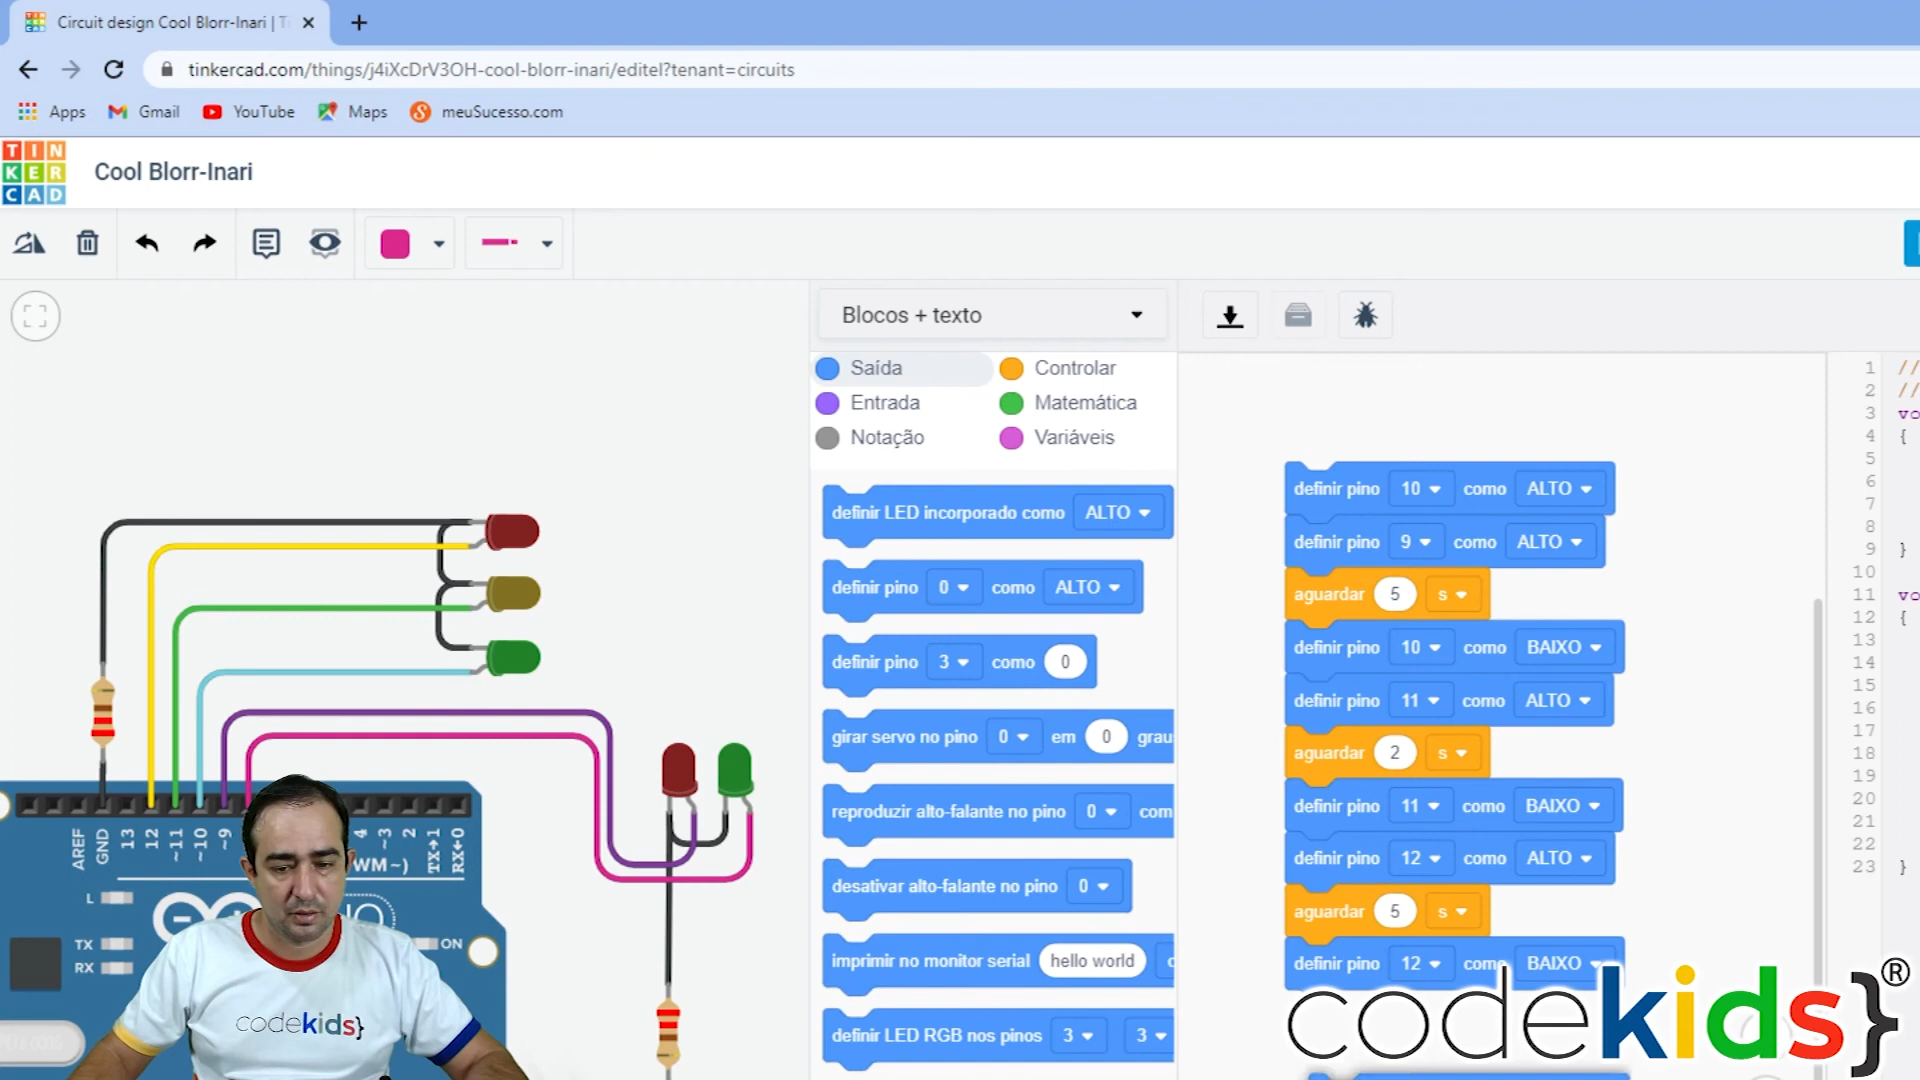 Circuit design Cool Blorr-Inari | Ti
tinkercad.com/things/j4iXcDrV3OH-cool-blorr-inari/editel?tenant=circuits
Apps Gmail YouTube Maps meuSucesso.com
TIN
KER
CAD
Cool Blorr-Inari
Blocos + texto
Saída Controlar
Entrada Matemática
Notação Variáveis
definir LED incorporado como ALTO
definir pino 0 como ALTO
definir pino 3 como 0
girar servo no pino 0 em 0 grau
reproduzir alto-falante no pino 0 com
desativar alto-falante no pino 0
imprimir no monitor serial hello world
definir LED RGB nos pinos 3 3
definir pino 10 como ALTO
definir pino 9 como ALTO
aguardar 5 s
definir pino 10 como BAIXO
definir pino 11 como ALTO
aguardar 2 s
definir pino 11 como BAIXO
definir pino 12 como ALTO
aguardar 5 s
definir pino 12 como BAIXO
1 //
2 //
3 vo
4 {
5
6
7
8
9 }
10
11 vo
12 {
13
14
15
16
17
18
19
20
21
22
23 }
AREF GND 13 12 ~11 ~10 ~9 4 ~3 2 TX→1 RX←0
WM~)
L
TX
RX
ON
codekids}
codekids}®